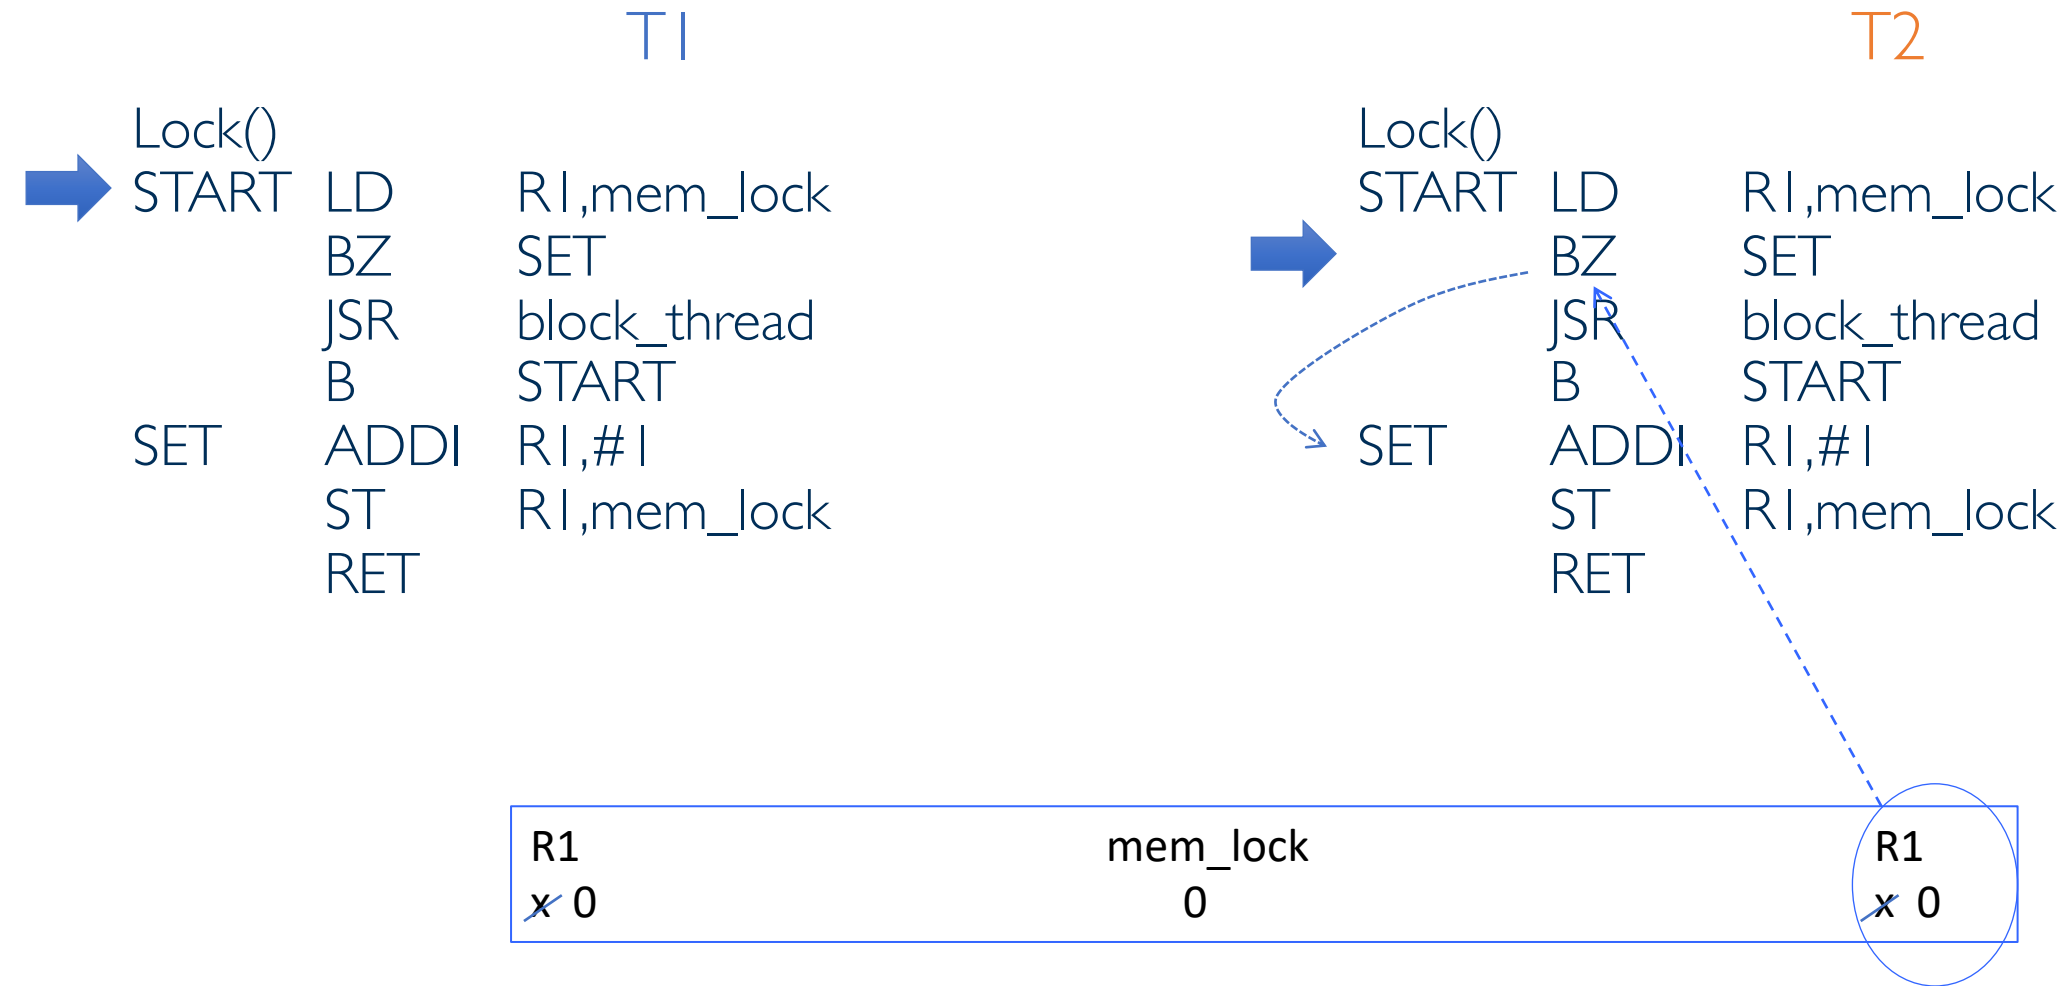 T1 T2
Lock() Lock()
START LD R1,mem_lock START LD R1,mem_lock
BZ SET BZ SET
JSR block_thread JSR block_thread
B START B START
SET ADDI R1,#1 SET ADDI R1,#1
ST R1,mem_lock ST R1,mem_lock
RET RET
R1 mem_lock R1
x 0 0 x 0